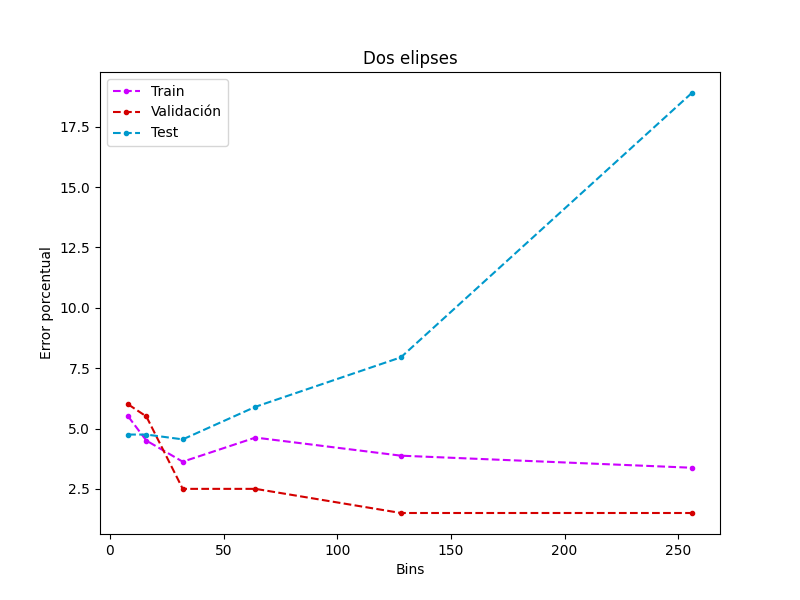 Dos elipses
Train
Validación
Test
17.5
15.0
12.5
10.0
7.5
5.0
2.5
Error porcentual
0 50 100 150 200 250
Bins